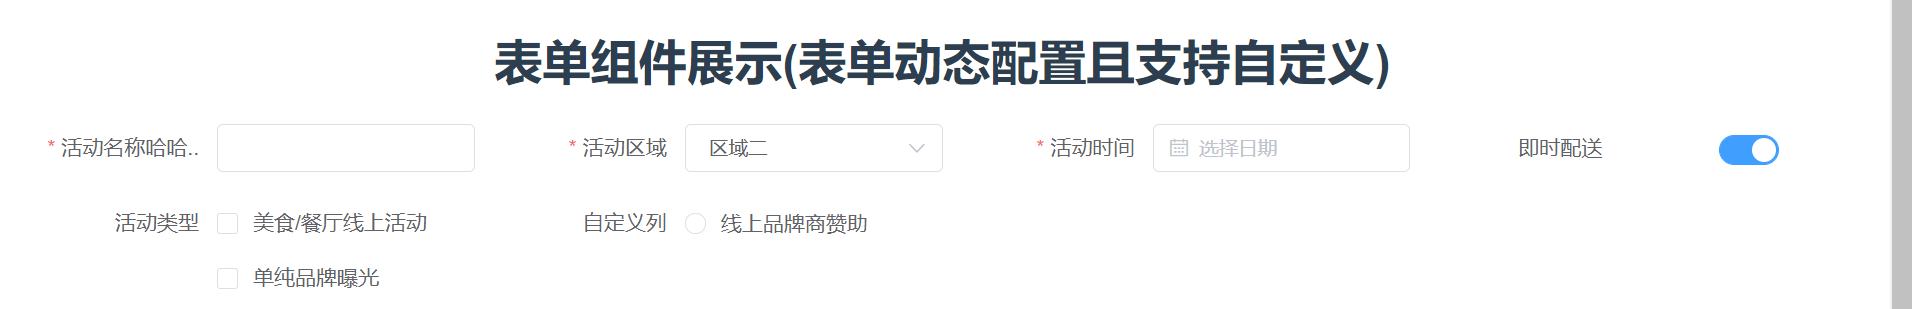 表单组件展示(表单动态配置且支持自定义)
* 活动名称哈哈.. * 活动区域 区域二 * 活动时间 选择日期 即时配送
活动类型 美食/餐厅线上活动 自定义列 线上品牌商赞助
单纯品牌曝光